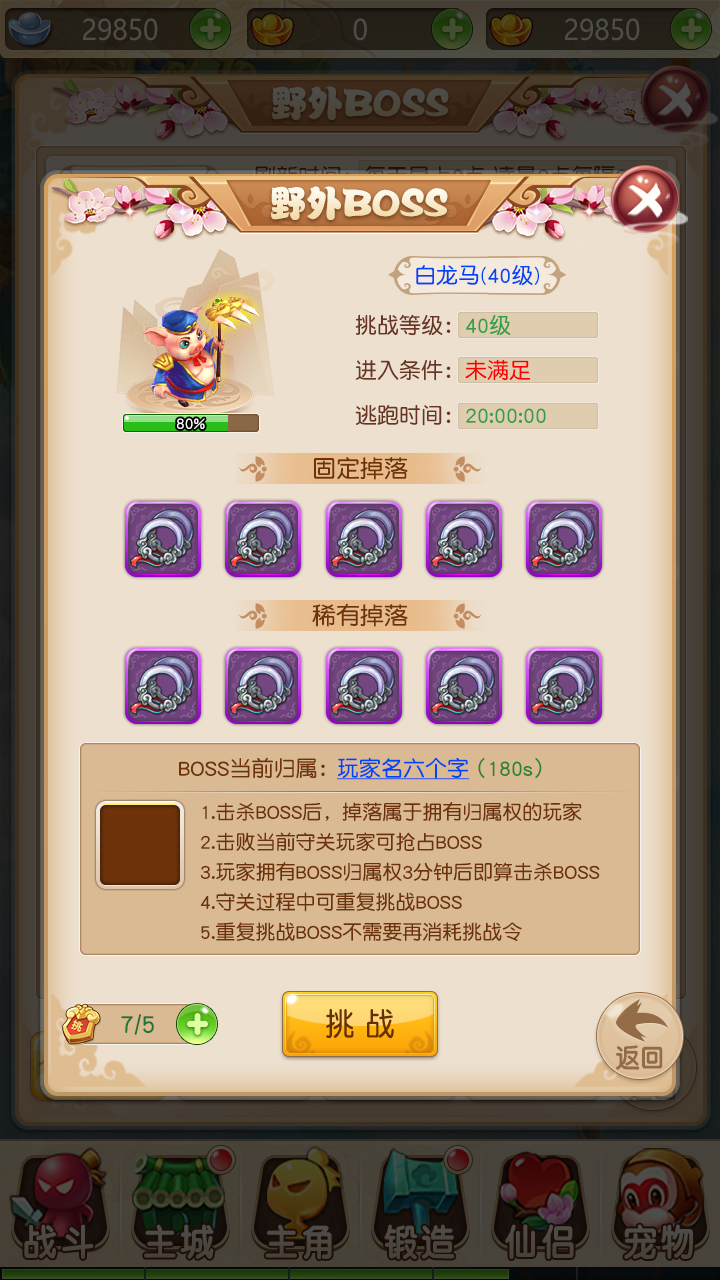 29850
0
29850
野外BOSS
野外BOSS
白龙马(40级)
挑战等级：40级
进入条件：未满足
逃跑时间：20:00:00
80%
固定掉落
稀有掉落
BOSS当前归属：玩家名六个字（180s）
1.击杀BOSS后，掉落属于拥有归属权的玩家
2.击败当前守关玩家可抢占BOSS
3.玩家拥有BOSS归属权3分钟后即算击杀BOSS
4.守关过程中可重复挑战BOSS
5.重复挑战BOSS不需要再消耗挑战令
挑
7/5
挑战
返回
战斗
主城
主角
锻造
仙侣
宠物